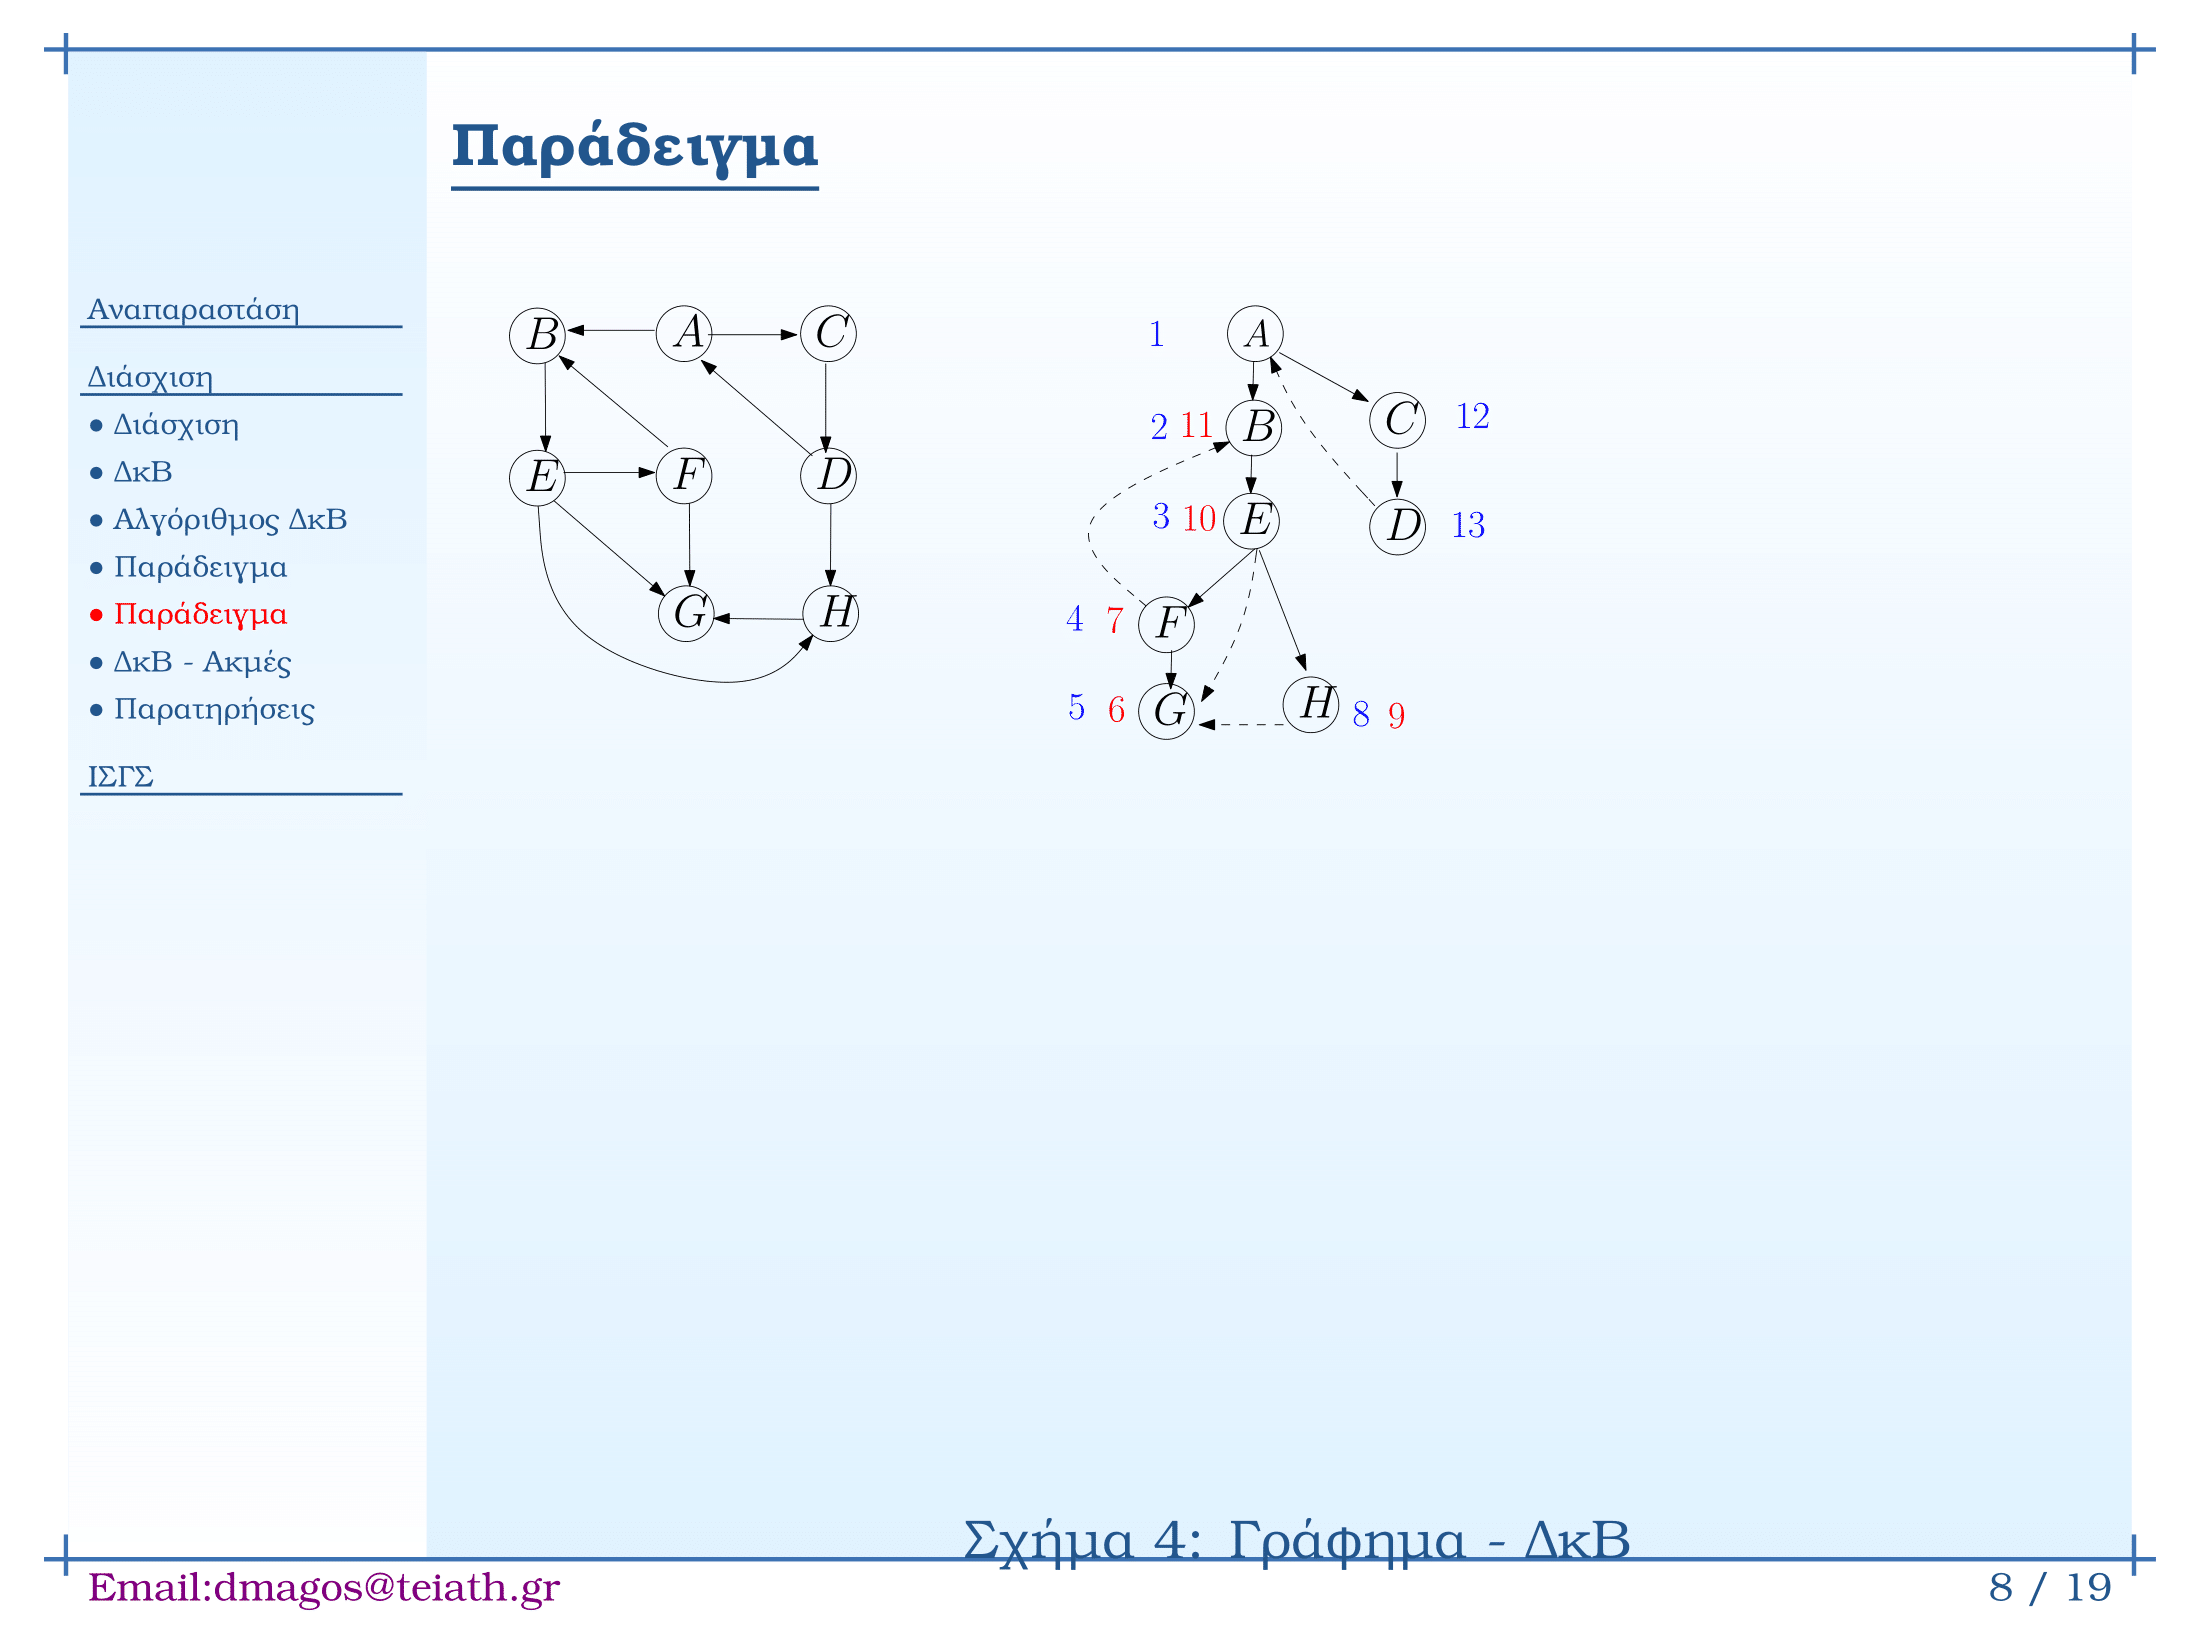 Παράδειγμα
Αναπαραστάση
Διάσχιση
● Διάσχιση
● ΔκΒ
● Αλγόριθμος ΔκΒ
● Παράδειγμα
● Παράδειγμα
● ΔκΒ - Ακμές
● Παρατηρήσεις
ΙΣΓΣ
B A C
E F D
G H
1 A
2 11 B C 12
3 10 E D 13
4 7 F
5 6 G H 8 9
Σχήμα 4: Γράφημα - ΔκΒ
Email:dmagos@teiath.gr
8 / 19